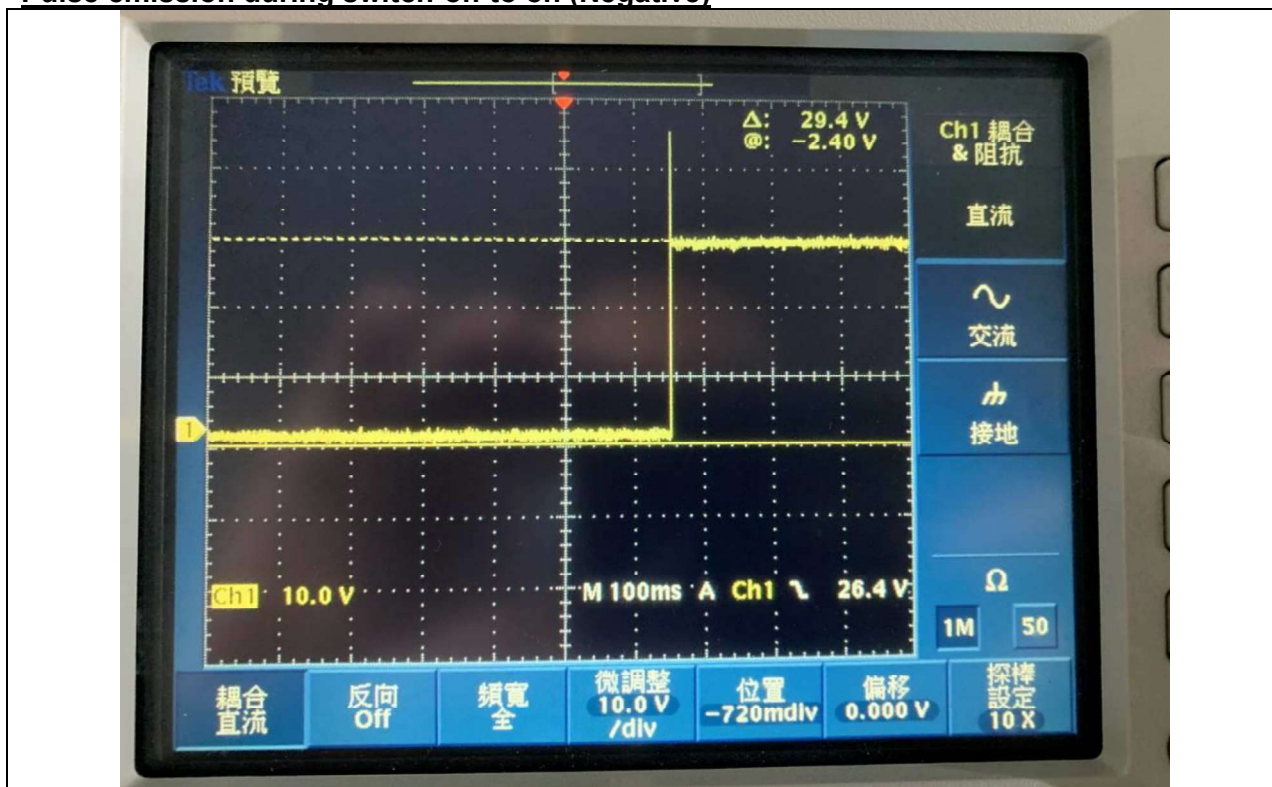 Pulse emission during switch to (Negative)
Tek 預覽
Δ: 29.4 V
@: −2.40 V
Ch1 耦合
& 阻抗
直流
交流
接地
1
Ω
1M 50
Ch1 10.0 V M 100ms A Ch1 26.4 V
耦合
直流
反向
Off
頻寬
全
微調整
10.0 V
/div
位置
−720mdiv
偏移
0.000 V
探棒
設定
10 X